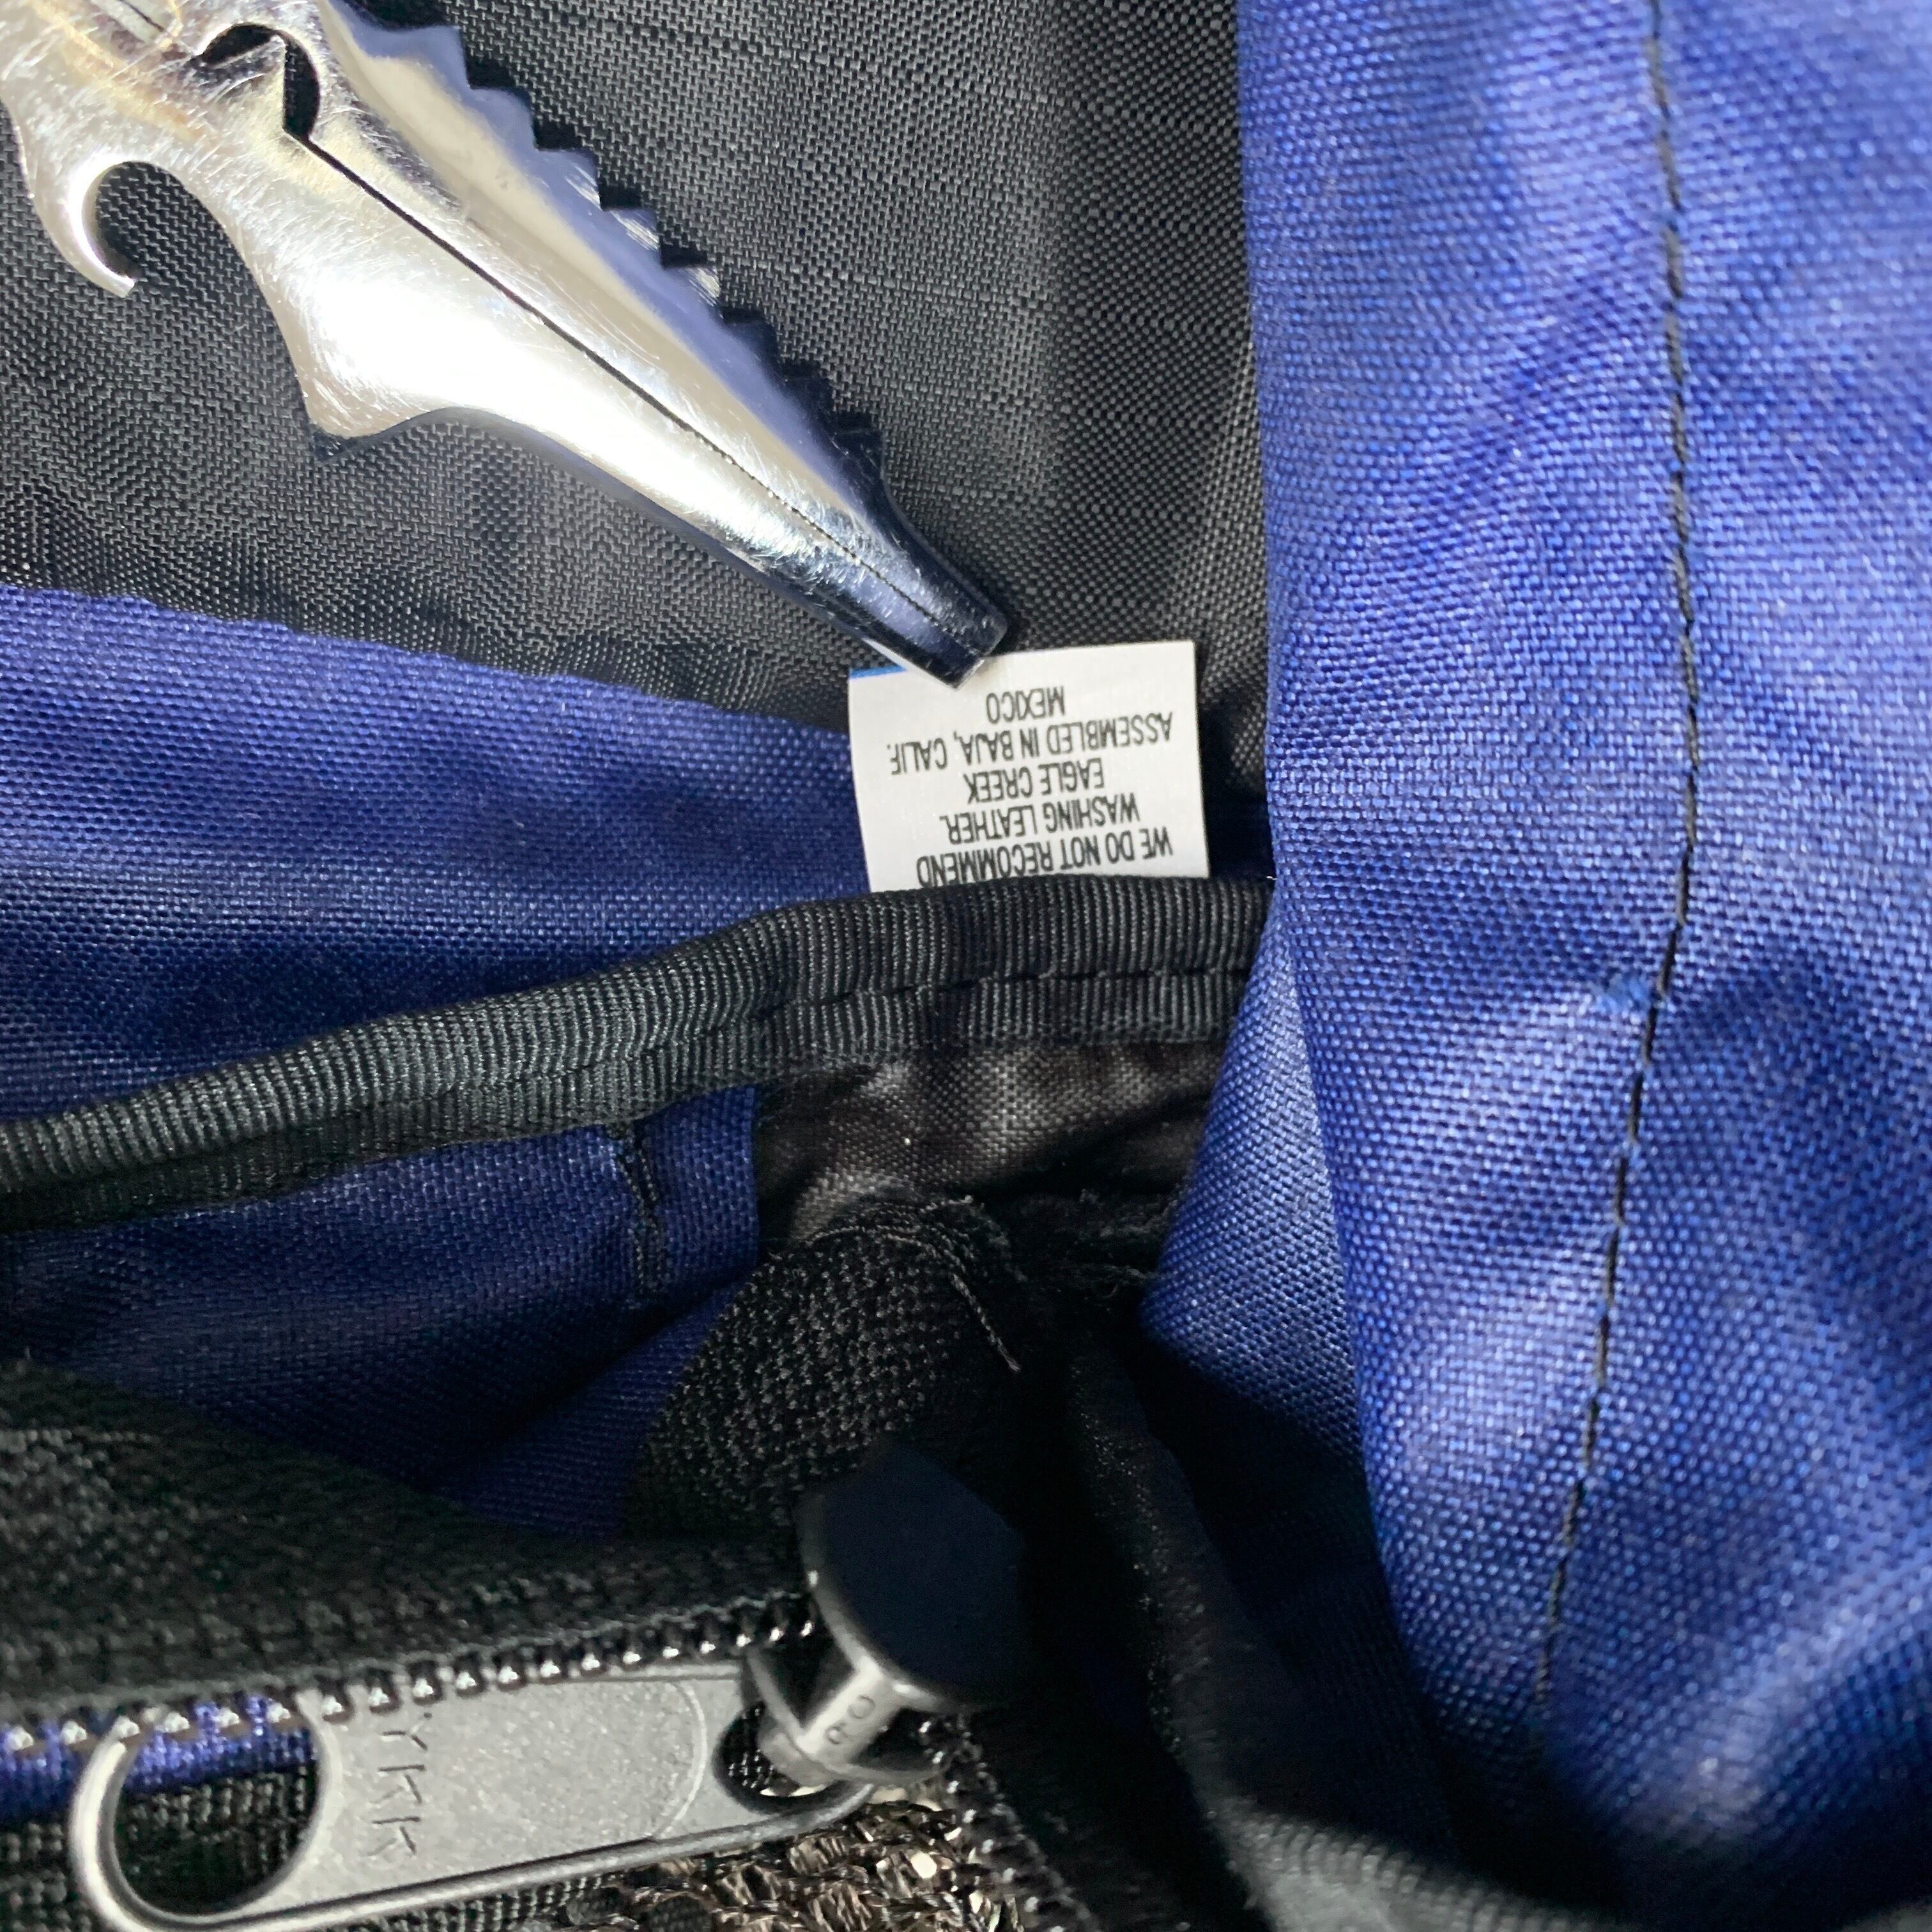 WE DO NOT RECOMMEND
WASHING LEATHER.
EAGLE CREEK
ASSEMBLED IN BAJA, CALIF.
MEXICO
YKK